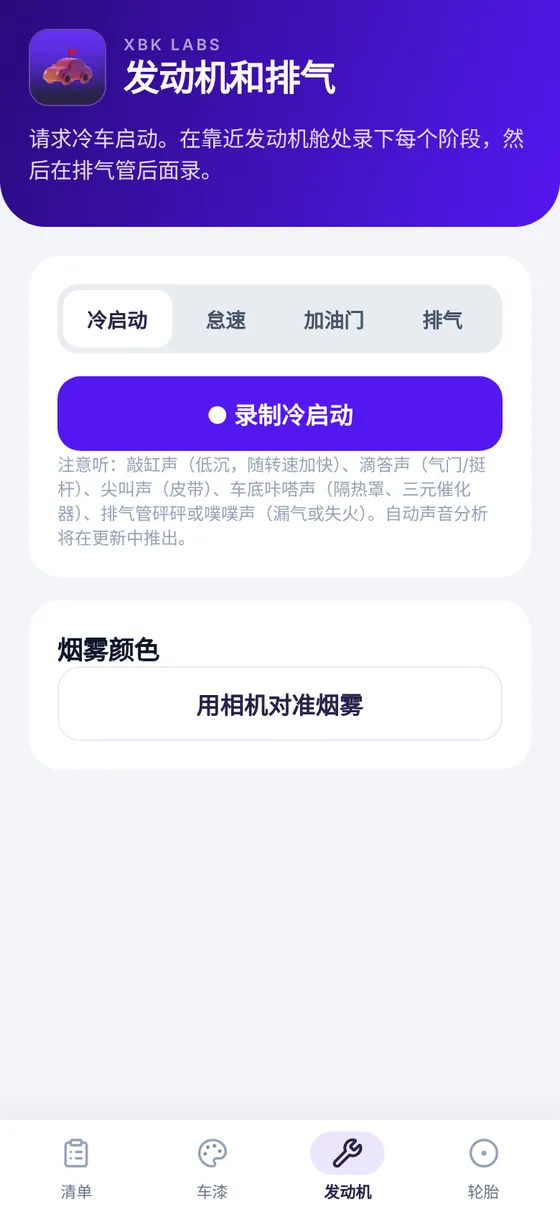 XBK LABS
发动机和排气
请求冷车启动。在靠近发动机舱处录下每个阶段，然
后在排气管后面录。
冷启动
怠速
加油门
排气
录制冷启动
注意听：敲缸声（低沉，随转速加快）、滴答声（气门/挺
杆）、尖叫声（皮带）、车底咔嗒声（隔热罩、三元催化
器）、排气管砰砰或噗噗声（漏气或失火）。自动声音分析
将在更新中推出。
烟雾颜色
用相机对准烟雾
清单
车漆
发动机
轮胎